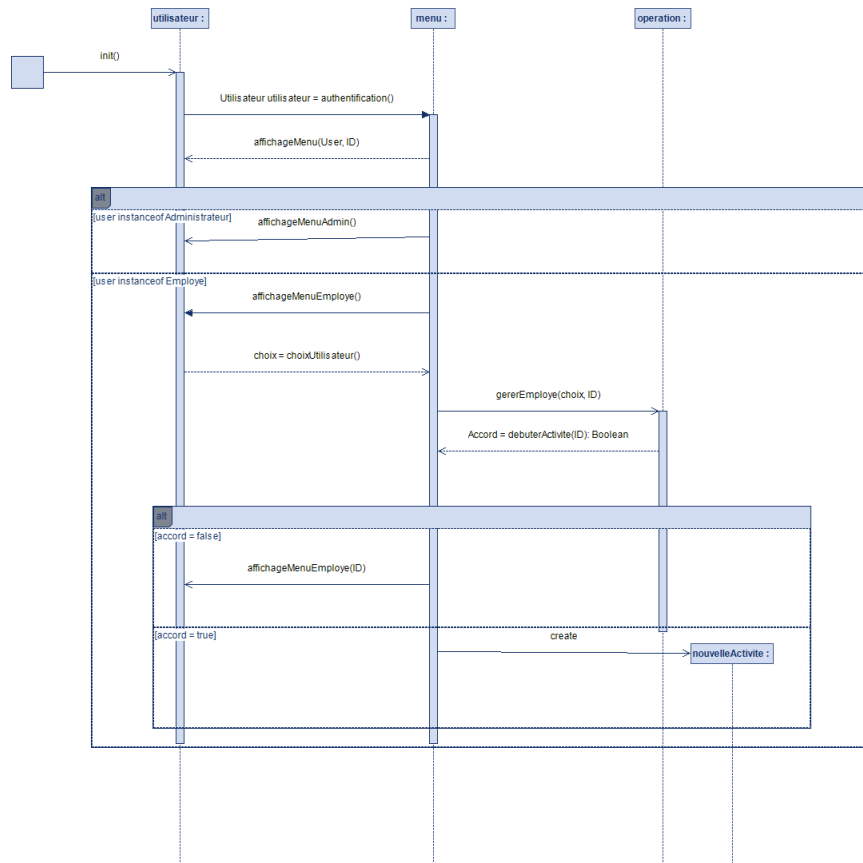 utilisateur :
menu :
operation :
init()
Utilisateur utilisateur = authentification()
affichageMenu(User, ID)
alt
[user instanceof Administrateur]
affichageMenuAdmin()
[user instanceof Employe]
affichageMenuEmploye()
choix = choixUtilisateur()
gererEmploye(choix, ID)
Accord = debuterActivite(ID): Boolean
alt
[accord = false]
affichageMenuEmploye(ID)
[accord = true]
create
nouvelleActivite :